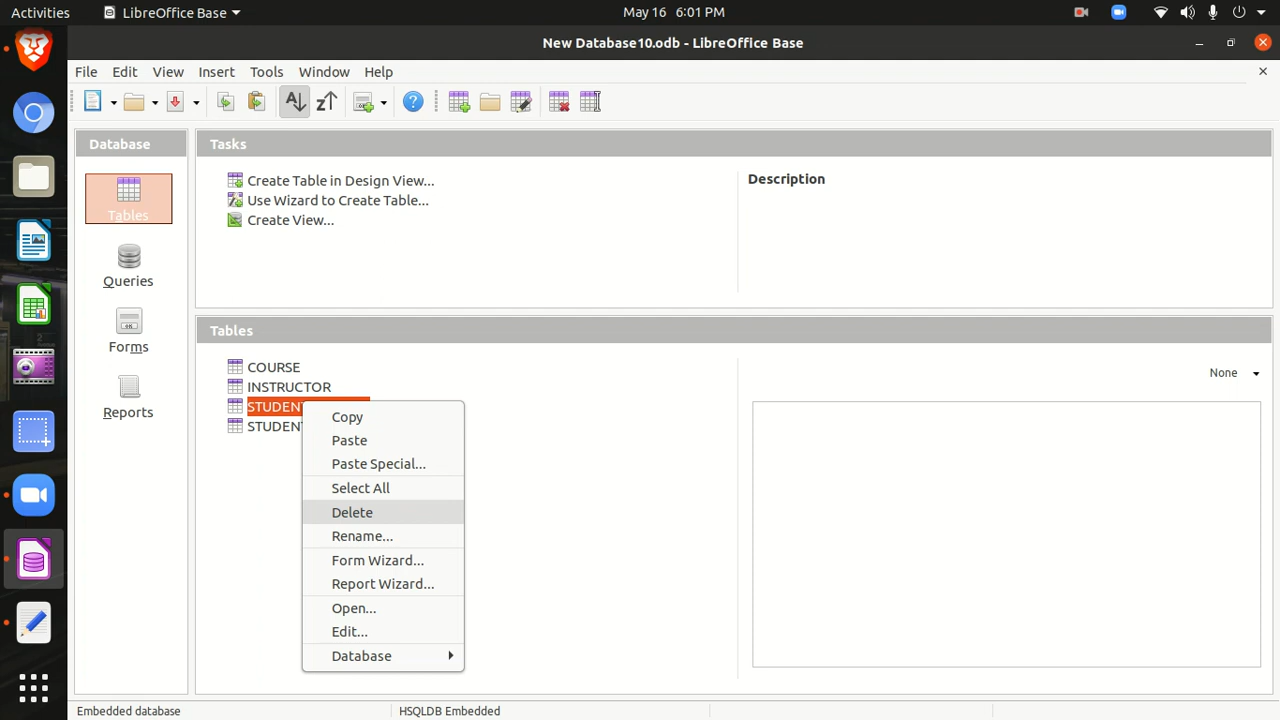 Activities
LibreOffice Base
May 16 6:01 PM
New Database10.odb - LibreOffice Base
File Edit View Insert Tools Window Help
Database
Tables
Queries
Forms
Reports
Tasks
Create Table in Design View...
Use Wizard to Create Table...
Create View...
Description
Tables
COURSE
INSTRUCTOR
STUDENT
STUDENT
None
Copy
Paste
Paste Special...
Select All
Delete
Rename...
Form Wizard...
Report Wizard...
Open...
Edit...
Database
Embedded database
HSQLDB Embedded